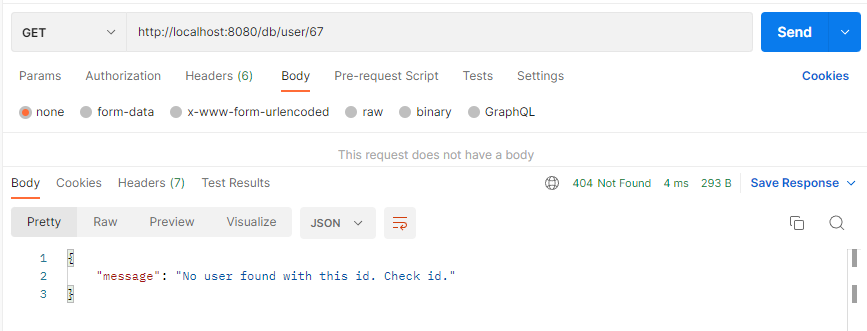 GET http://localhost:8080/db/user/67 Send
Params Authorization Headers (6) Body Pre-request Script Tests Settings Cookies
none form-data x-www-form-urlencoded raw binary GraphQL
This request does not have a body
Body Cookies Headers (7) Test Results 404 Not Found 4 ms 293 B Save Response
Pretty Raw Preview Visualize JSON
1 {
2 "message": "No user found with this id. Check id."
3 }